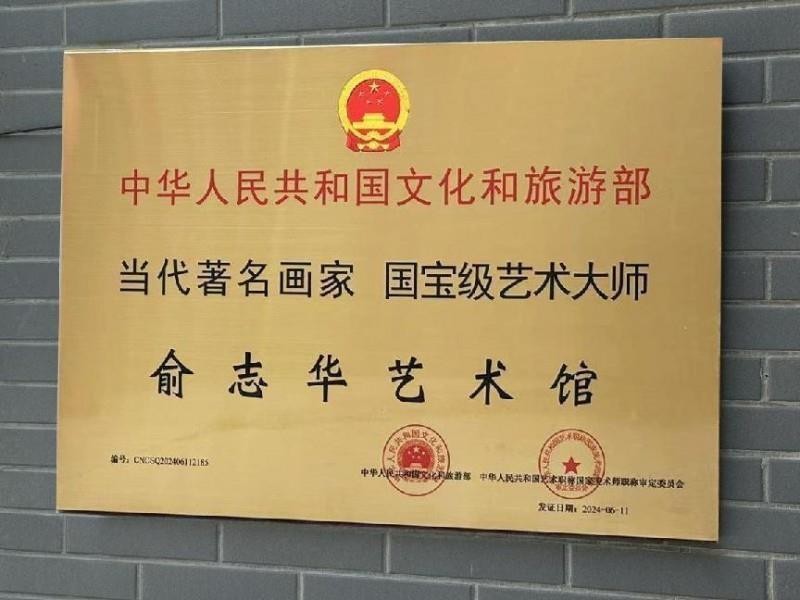 中华人民共和国文化和旅游部
当代著名画家 国宝级艺术大师
俞志华艺术馆
编号：CNCSQ202406112185
中华人民共和国文化和旅游部 中华人民共和国艺术职称国家美术师职称审定委员会
发证日期：2024-06-11